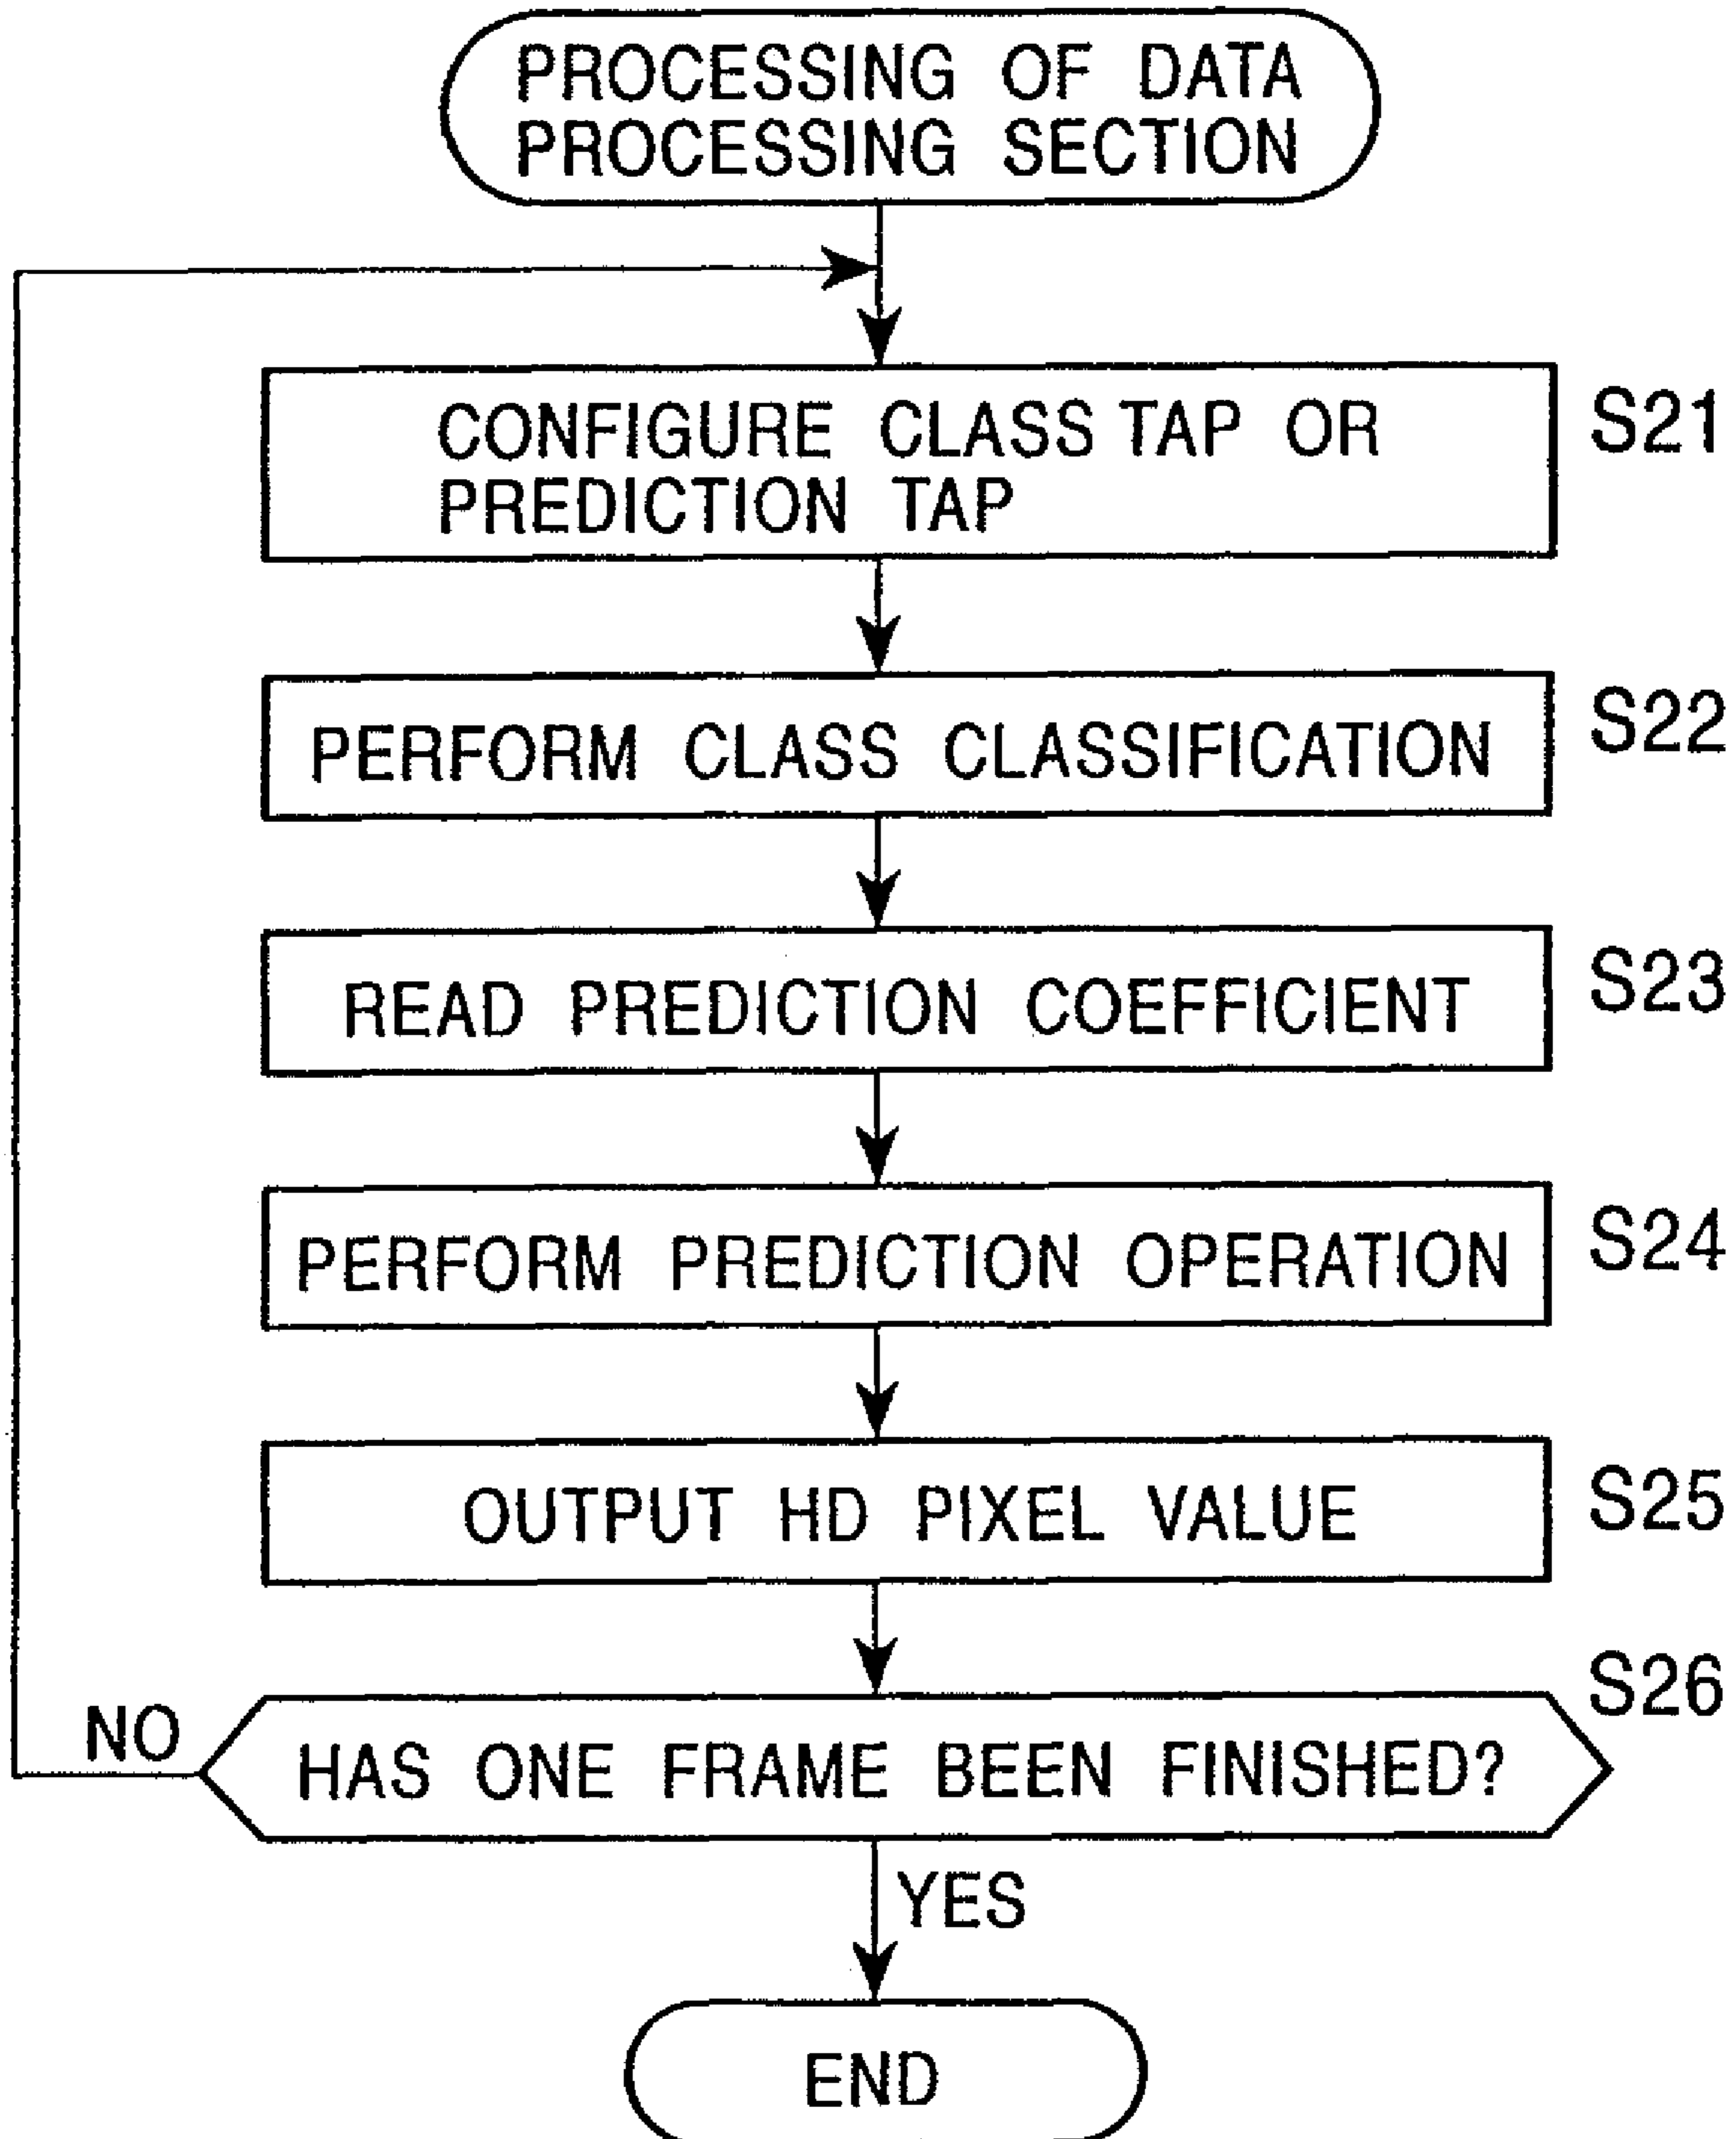 PROCESSING OF DATA
PROCESSING SECTION
CONFIGURE CLASS TAP OR
PREDICTION TAP
S21
PERFORM CLASS CLASSIFICATION
S22
READ PREDICTION COEFFICIENT
S23
PERFORM PREDICTION OPERATION
S24
OUTPUT HD PIXEL VALUE
S25
S26
NO
HAS ONE FRAME BEEN FINISHED?
YES
END